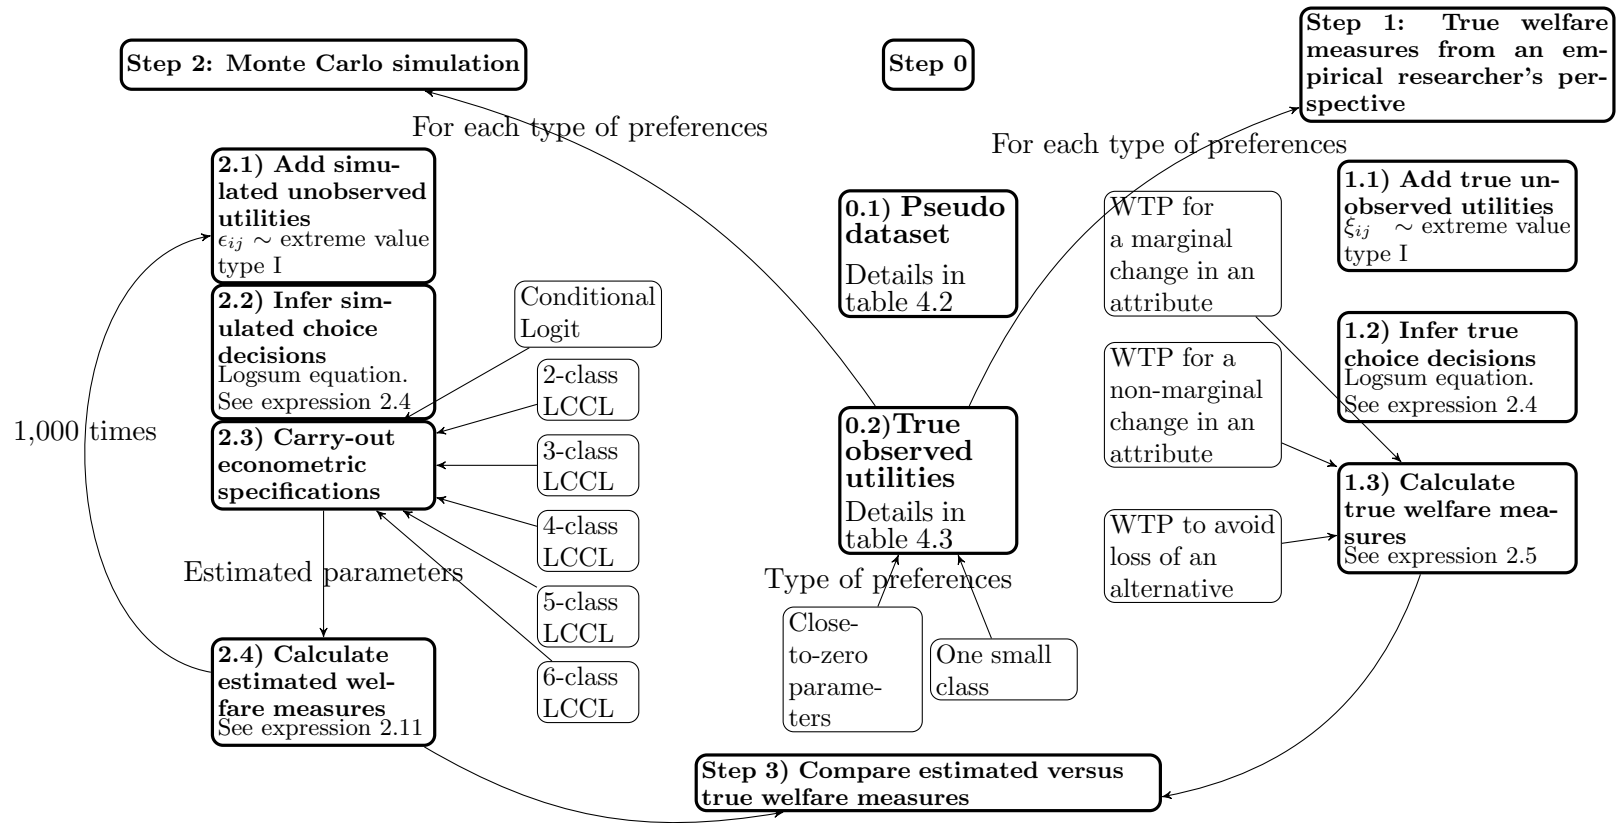 Step 2: Monte Carlo simulation
Step 0
Step 1: True welfare
measures from an em-
pirical researcher's per-
spective
For each type of preferences
For each type of preferences
2.1) Add simu-
lated unobserved
utilities
ϵij ∼ extreme value
type I
2.2) Infer sim-
ulated choice
decisions
Logsum equation.
See expression 2.4
2.3) Carry-out
econometric
specifications
1,000 times
Estimated parameters
2.4) Calculate
estimated wel-
fare measures
See expression 2.11
Conditional
Logit
2-class
LCCL
3-class
LCCL
4-class
LCCL
5-class
LCCL
6-class
LCCL
0.1) Pseudo
dataset
Details in
table 4.2
0.2)True
observed
utilities
Details in
table 4.3
Type of preferences
Close-
to-zero
parame-
ters
One small
class
WTP for
a marginal
change in an
attribute
WTP for a
non-marginal
change in an
attribute
WTP to avoid
loss of an
alternative
1.1) Add true un-
observed utilities
ξij ∼ extreme value
type I
1.2) Infer true
choice decisions
Logsum equation.
See expression 2.4
1.3) Calculate
true welfare mea-
sures
See expression 2.5
Step 3) Compare estimated versus
true welfare measures